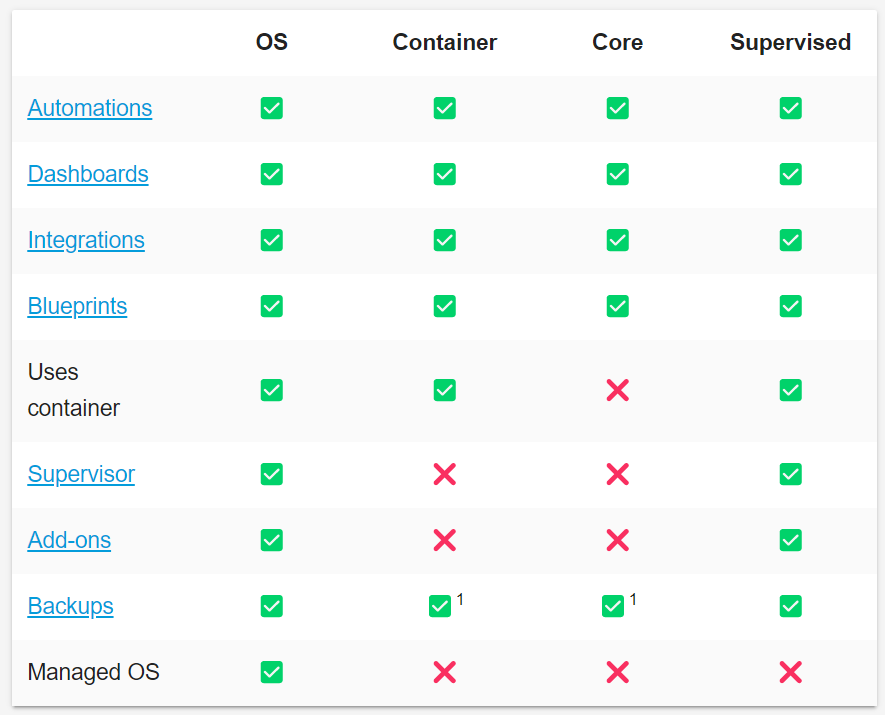 OS Container Core Supervised
Automations ✅ ✅ ✅ ✅
Dashboards ✅ ✅ ✅ ✅
Integrations ✅ ✅ ✅ ✅
Blueprints ✅ ✅ ✅ ✅
Uses
container ✅ ✅ ❌ ✅
Supervisor ✅ ❌ ❌ ✅
Add-ons ✅ ❌ ❌ ✅
Backups ✅ ✅ 1 ✅ 1 ✅
Managed OS ✅ ❌ ❌ ❌